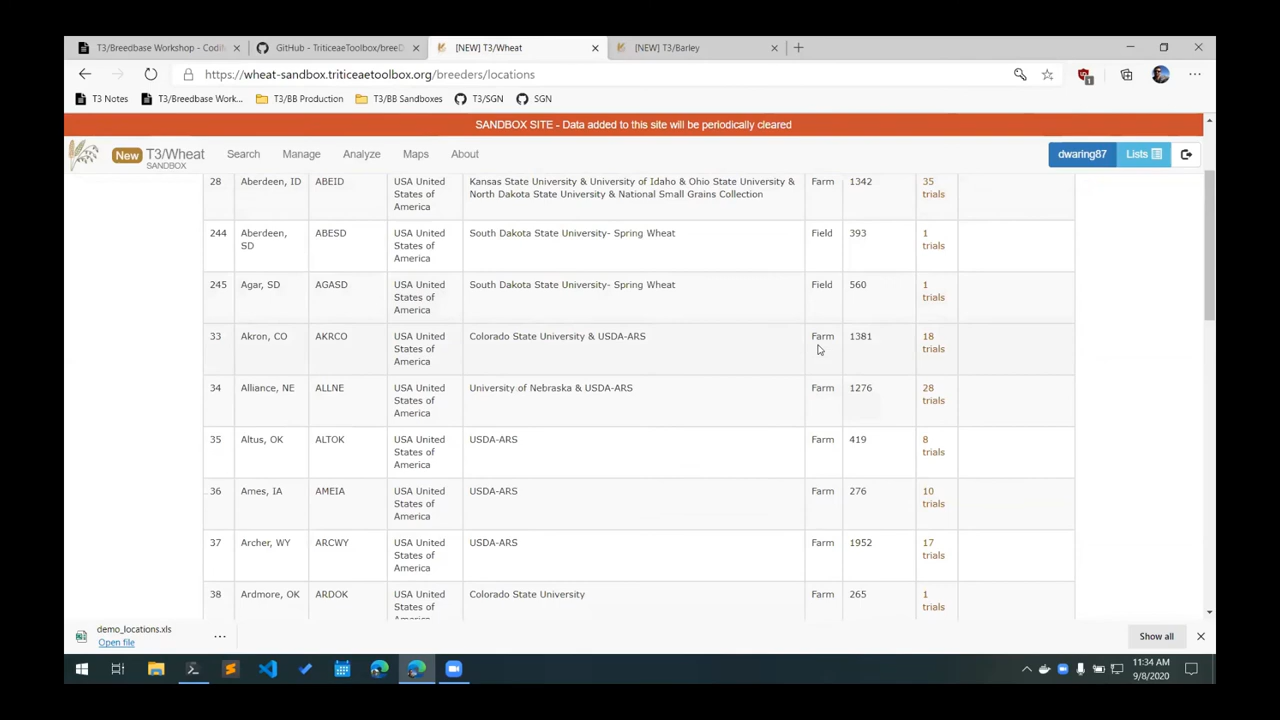 T3/Breedbase Workshop - CodiM
GitHub - TriticeaeToolbox/breeD
[NEW] T3/Wheat
[NEW] T3/Barley
https://wheat-sandbox.triticeaetoolbox.org/breeders/locations
1
T3 Notes
T3/Breedbase Work...
T3/BB Production
T3/BB Sandboxes
T3/SGN
SGN
SANDBOX SITE - Data added to this site will be periodically cleared
New T3/Wheat
SANDBOX
Search
Manage
Analyze
Maps
About
dwaring87
Lists
28 Aberdeen, ID ABEID USA United Kansas State University & University of Idaho & Ohio State University & Farm 1342 35
States of North Dakota State University & National Small Grains Collection trials
America
244 Aberdeen, ABESD USA United South Dakota State University- Spring Wheat Field 393 1
SD States of trials
America
245 Agar, SD AGASD USA United South Dakota State University- Spring Wheat Field 560 1
States of trials
America
33 Akron, CO AKRCO USA United Colorado State University & USDA-ARS Farm 1381 18
States of trials
America
34 Alliance, NE ALLNE USA United University of Nebraska & USDA-ARS Farm 1276 28
States of trials
America
35 Altus, OK ALTOK USA United USDA-ARS Farm 419 8
States of trials
America
36 Ames, IA AMEIA USA United USDA-ARS Farm 276 10
States of trials
America
37 Archer, WY ARCWY USA United USDA-ARS Farm 1952 17
States of trials
America
38 Ardmore, OK ARDOK USA United Colorado State University Farm 265 1
States of trials
demo_locations.xls
Open file
Show all
11:34 AM
9/8/2020